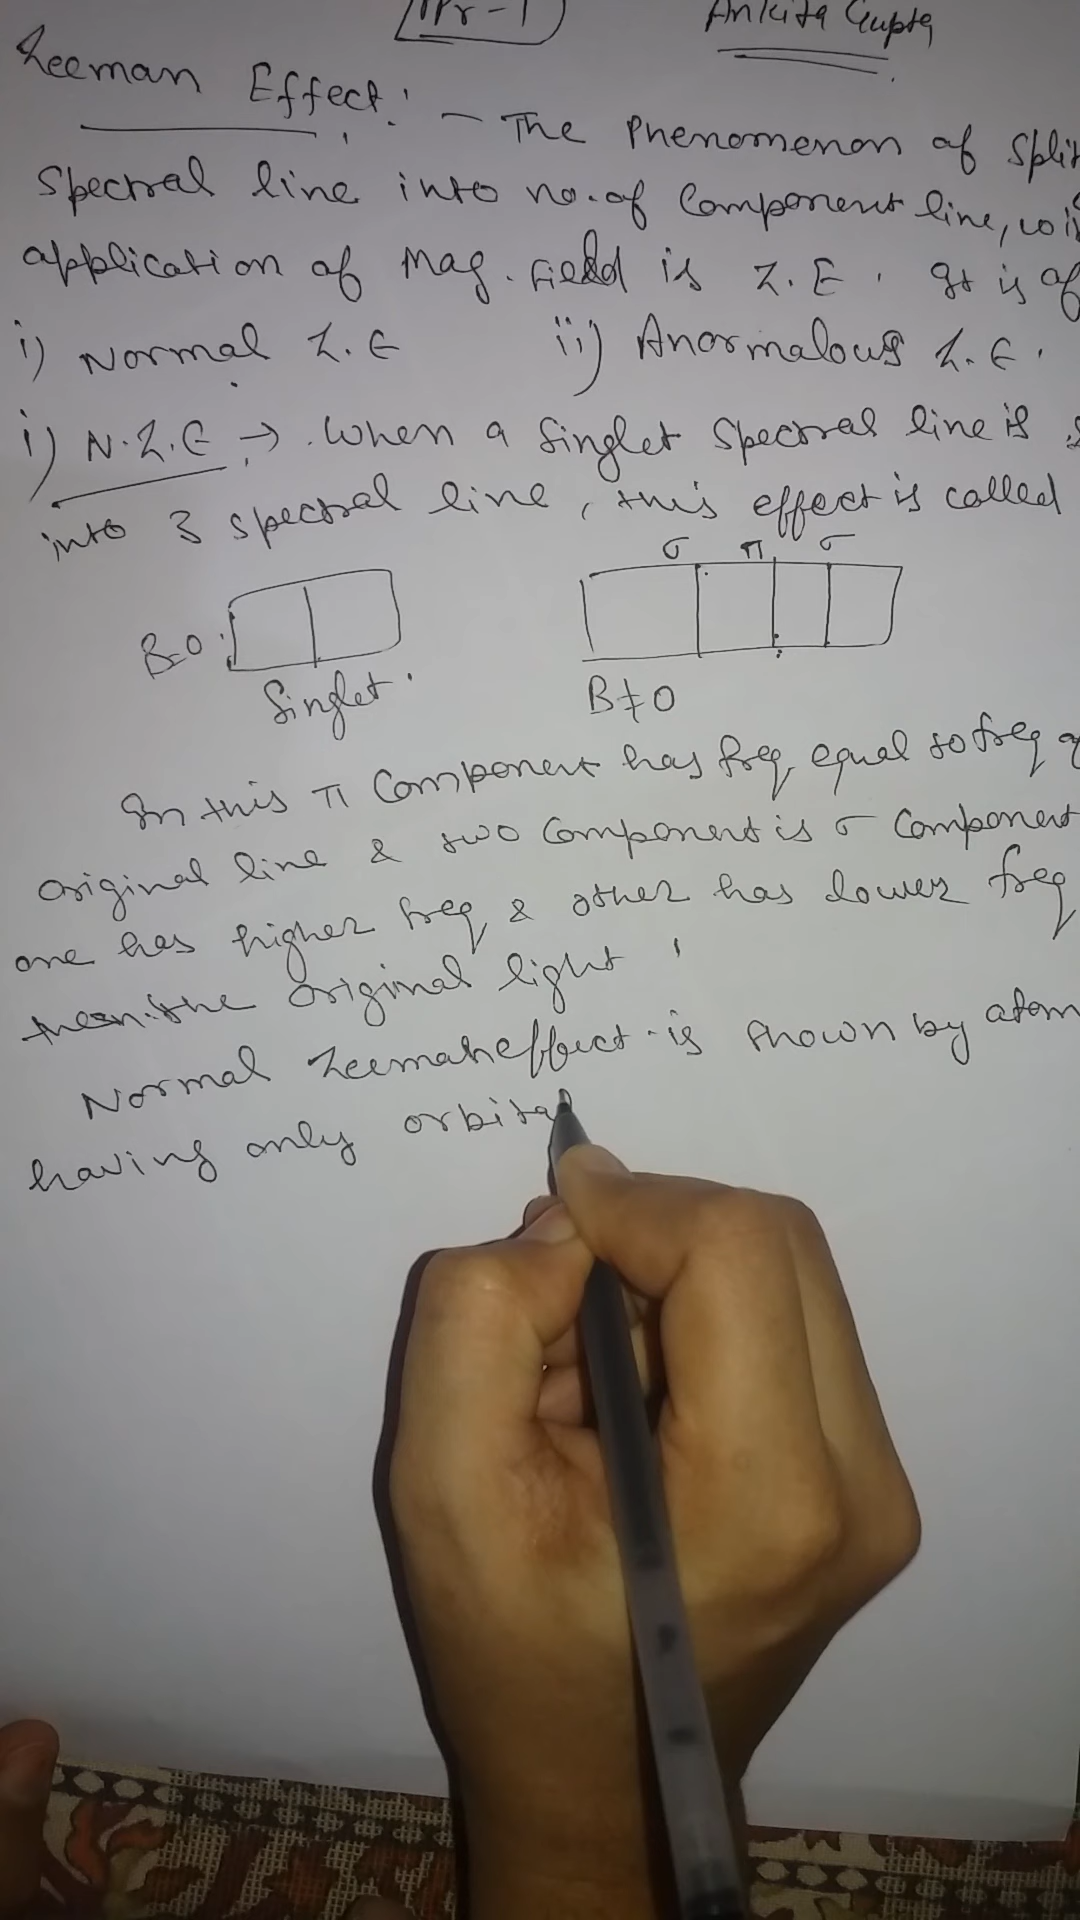 Ankita Gupta
Zeeman Effect: - The Phenomenon of Split
Spectral line into no. of Component line,
application of Mag. field is Z.E. It is of
i) Normal Z.E ii) Anormalous Z.E.
i) N.Z.E → When a Singlet Spectral line is
into 3 spectral line, this effect is called
σ π σ
B=0
Singlet.
B≠0
In this π Component has freq equal to freq of
original line & two Component is σ Component
one has higher freq & other has lower freq
than the original light
Normal Zeeman effect is shown by atom
having only orbital